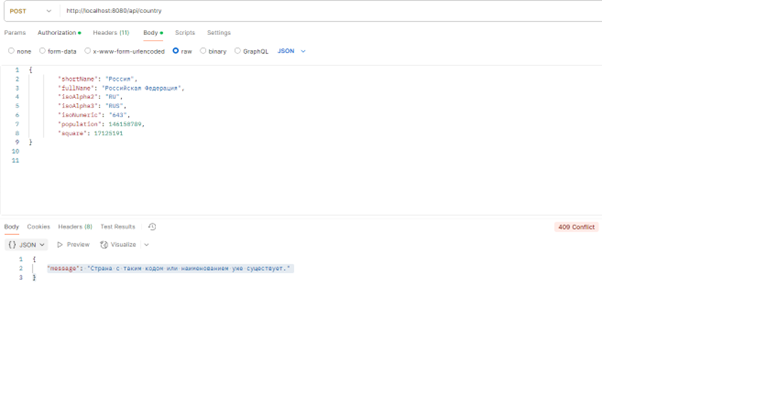 POST http://localhost:8080/api/country
Params Authorization Headers (11) Body Scripts Settings
none form-data x-www-form-urlencoded raw binary GraphQL JSON
1 {
2 "shortName": "Россия",
3 "fullName": "Российская Федерация",
4 "isoAlpha2": "RU",
5 "isoAlpha3": "RUS",
6 "isoNumeric": "643",
7 "population": 146150789,
8 "square": 17125191
9 }
10
11
Body Cookies Headers (8) Test Results 409 Conflict
{} JSON Preview Visualize
1 {
2 "message": "Страна с таким кодом или наименованием уже существует."
3 }